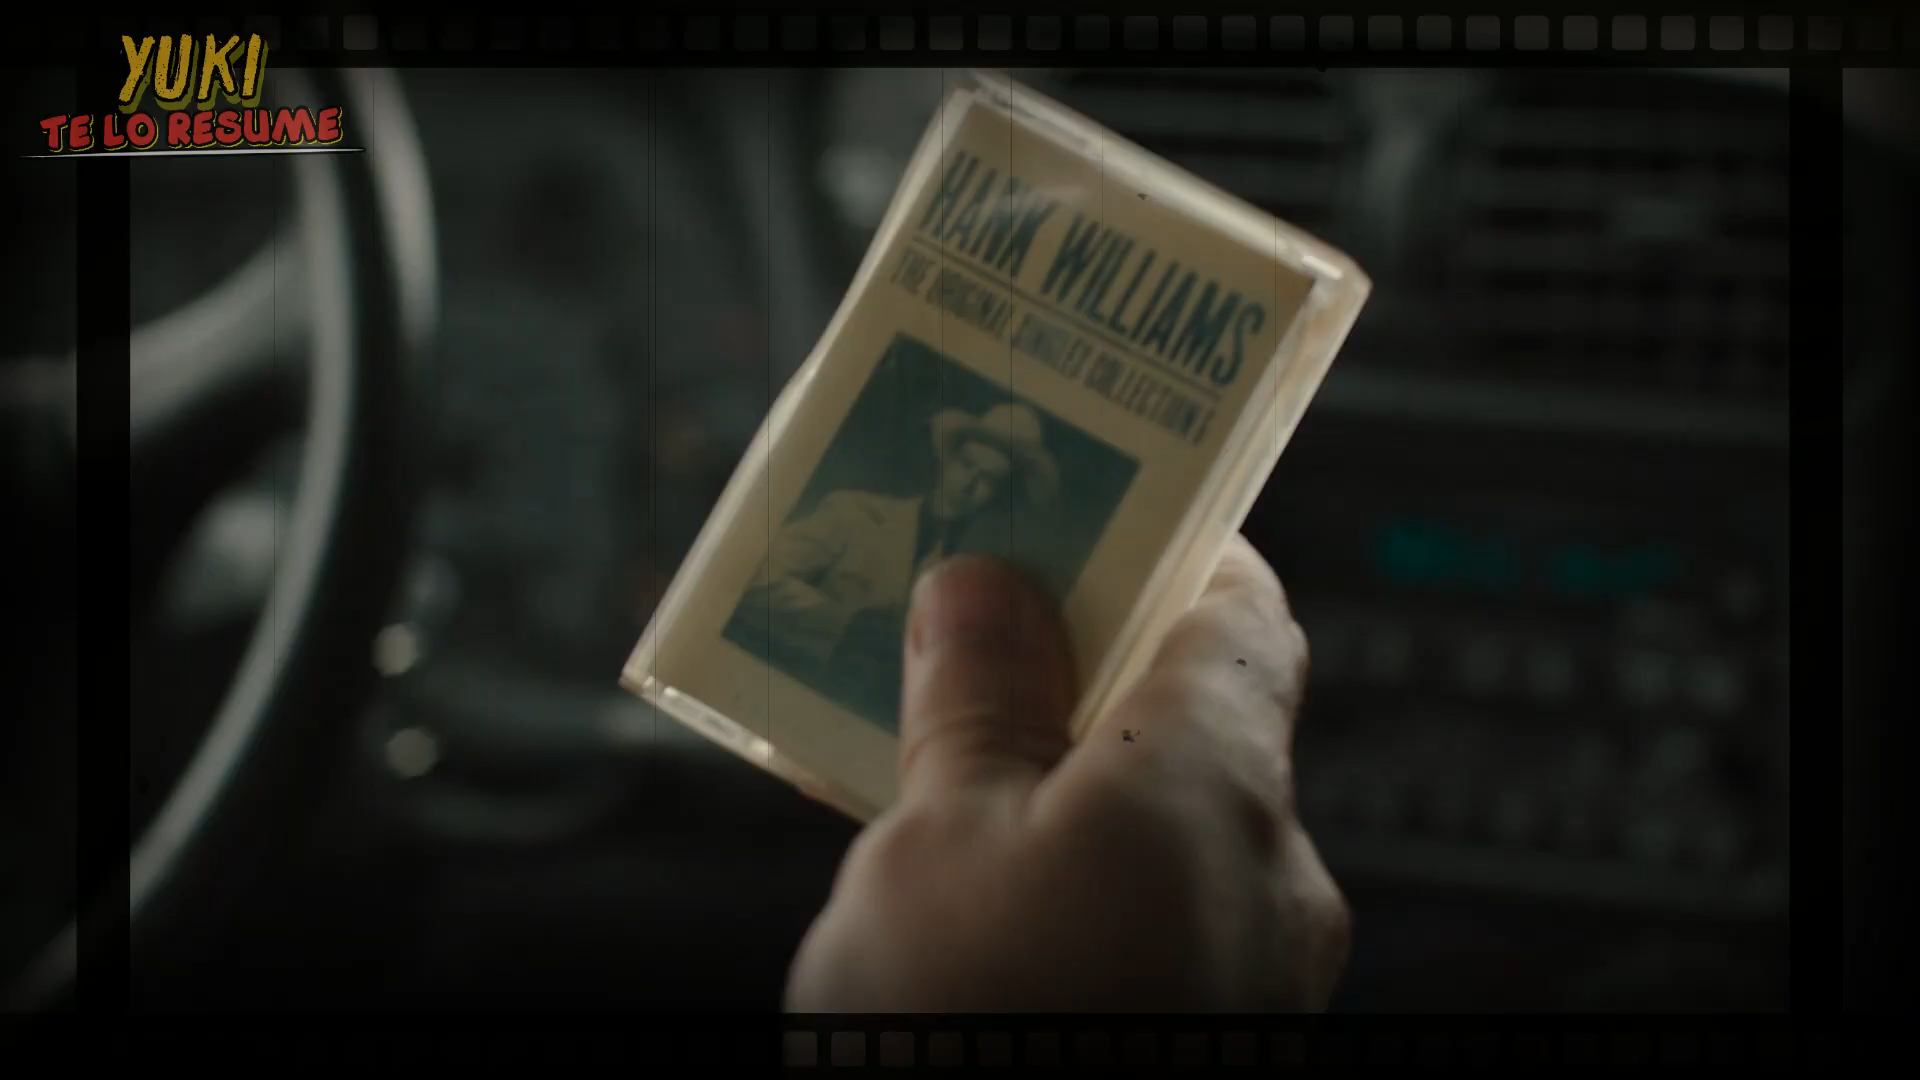 YUKI
TE LO RESUME
HANK WILLIAMS
THE ORIGINAL SINGLES COLLECTION